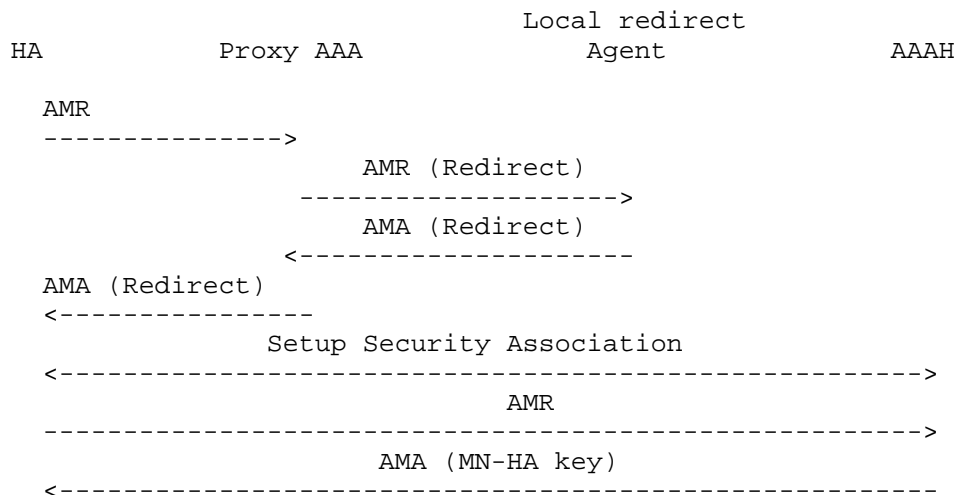 Local redirect
HA Proxy AAA Agent AAAH
AMR
--------------->
AMR (Redirect)
-------------------->
AMA (Redirect)
<---------------------
AMA (Redirect)
<----------------
Setup Security Association
<------------------------------------------------------>
AMR
------------------------------------------------------->
AMA (MN-HA key)
<-------------------------------------------------------